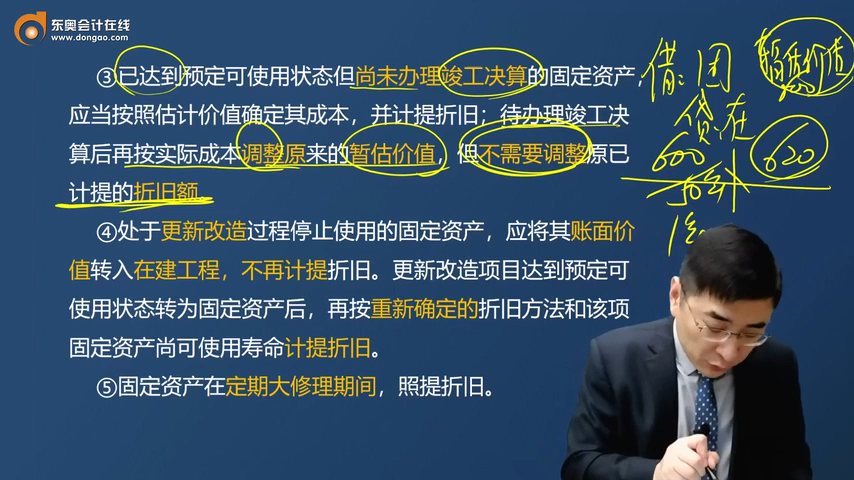 东奥会计在线
www.dongao.com
③已达到预定可使用状态但尚未办理竣工决算的固定资产，
应当按照估计价值确定其成本，并计提折旧；待办理竣工决
算后再按实际成本调整原来的暂估价值，但不需要调整原已
计提的折旧额。
④处于更新改造过程停止使用的固定资产，应将其账面价
值转入在建工程，不再计提折旧。更新改造项目达到预定可
使用状态转为固定资产后，再按重新确定的折旧方法和该项
固定资产尚可使用寿命计提折旧。
⑤固定资产在定期大修理期间，照提折旧。
借：固
暂估价值
贷：在
600
620